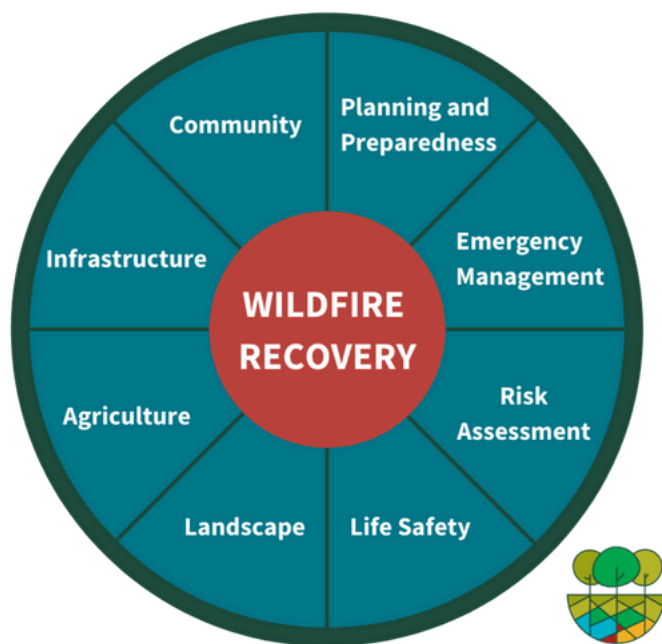 Community
Planning and
Preparedness
Infrastructure
Emergency
Management
WILDFIRE
RECOVERY
Agriculture
Risk
Assessment
Landscape
Life Safety